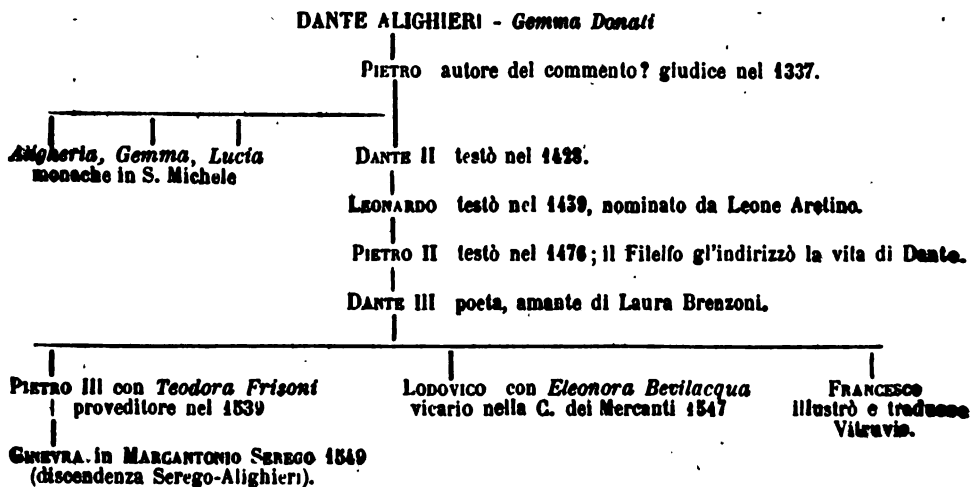 DANTE ALIGHIERI - Gemma Donati
PIETRO autore del commento? giudice nel 1337.
Aligheria, Gemma, Lucia
monache in S. Michele
DANTE II testò nel 1428.
LEONARDO testò nel 1439, nominato da Leone Aretino.
PIETRO II testò nel 1476; il Filelfo gl'indirizzò la vita di Dante.
DANTE III poeta, amante di Laura Brenzoni.
PIETRO III con Teodora Frisoni
proveditore nel 1539
LODOVICO con Eleonora Bevilacqua
vicario nella C. dei Mercanti 1547
FRANCESCO
illustrò e tradusse
Vitruvio.
GINEVRA in MARCANTONIO SEREGO 1549
(discendenza Serego-Alighieri).